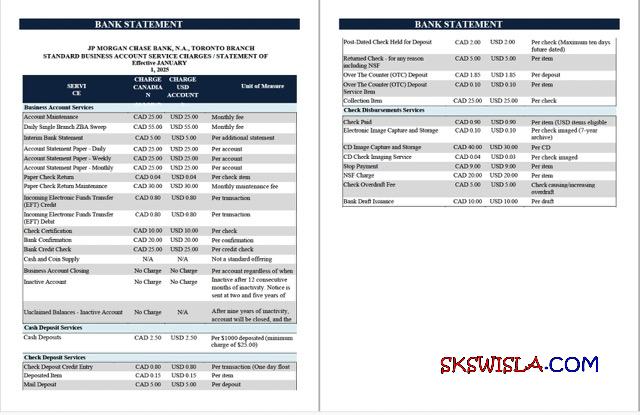 BANK STATEMENT
JP MORGAN CHASE BANK, N.A., TORONTO BRANCH
STANDARD BUSINESS ACCOUNT SERVICE CHARGES / STATEMENT OF
Effective JANUARY
1, 2025
SERVI CE CHARGE CANADIA N CHARGE USD ACCOUNT Unit of Measure
Business Account Services
Account Maintenance CAD 25.00 USD 25.00 Monthly fee
Daily Single Branch ZBA Sweep CAD 55.00 USD 55.00 Monthly fee
Interim Bank Statement CAD 5.00 USD 5.00 Per additional statement
Account Statement Paper - Daily CAD 25.00 USD 25.00 Per account
Account Statement Paper - Weekly CAD 25.00 USD 25.00 Per account
Account Statement Paper - Monthly CAD 25.00 USD 25.00 Per account
Paper Check Return CAD 0.04 USD 0.04 Per check item
Paper Check Return Maintenance CAD 30.00 USD 30.00 Monthly maintenance fee
Incoming Electronic Funds Transfer CAD 0.80 USD 0.80 Per transaction
(EFT) Credit
Incoming Electronic Funds Transfer CAD 0.80 USD 0.80 Per transaction
(EFT) Debit
Check Certification CAD 10.00 USD 10.00 Per check
Bank Confirmation CAD 20.00 USD 20.00 Per confirmation
Bank Credit Check CAD 25.00 USD 25.00 Per credit check
Cash and Coin Supply N/A N/A Not a standard offering
Business Account Closing No Charge No Charge Per account regardless of when
Inactive Account No Charge No Charge Inactive after 12 consecutive
months of inactivity. Notice is
sent at two and five years of
Unclaimed Balances - Inactive Account No Charge N/A After nine years of inactivity,
account will be closed, and the
Cash Deposit Services
Cash Deposits CAD 2.50 USD 2.50 Per $1000 deposited (minimum
charge of $25.00)
Check Deposit Services
Check Deposit Credit Entry CAD 0.80 USD 0.80 Per transaction (One day float
Deposited Item CAD 0.15 USD 0.15 Per item
Mail Deposit CAD 5.00 USD 5.00 Per deposit
BANK STATEMENT
Post-Dated Check Held for Deposit CAD 2.00 USD 2.00 Per check (Maximum ten days
future dated)
Returned Check - for any reason CAD 5.00 USD 5.00 Per item
including NSF
Over The Counter (OTC) Deposit CAD 1.85 USD 1.85 Per deposit
Over The Counter (OTC) Deposit CAD 0.10 USD 0.10 Per item
Service Item
Collection Item CAD 25.00 USD 25.00 Per check
Check Disbursements Services
Check Paid CAD 0.90 USD 0.90 Per item (USD items eligible
Electronic Image Capture and Storage CAD 0.10 USD 0.10 Per check imaged (7-year
archive)
CD Image Capture and Storage CAD 40.00 USD 30.00 Per CD
CD Check Imaging Service CAD 0.04 USD 0.03 Per check imaged
Stop Payment CAD 9.00 USD 9.00 Per item
NSF Charge CAD 20.00 USD 20.00 Per item
Check Overdraft Fee CAD 5.00 USD 5.00 Check causing/increasing
overdraft
Bank Draft Issuance CAD 10.00 USD 10.00 Per draft
SKSWISLA.COM